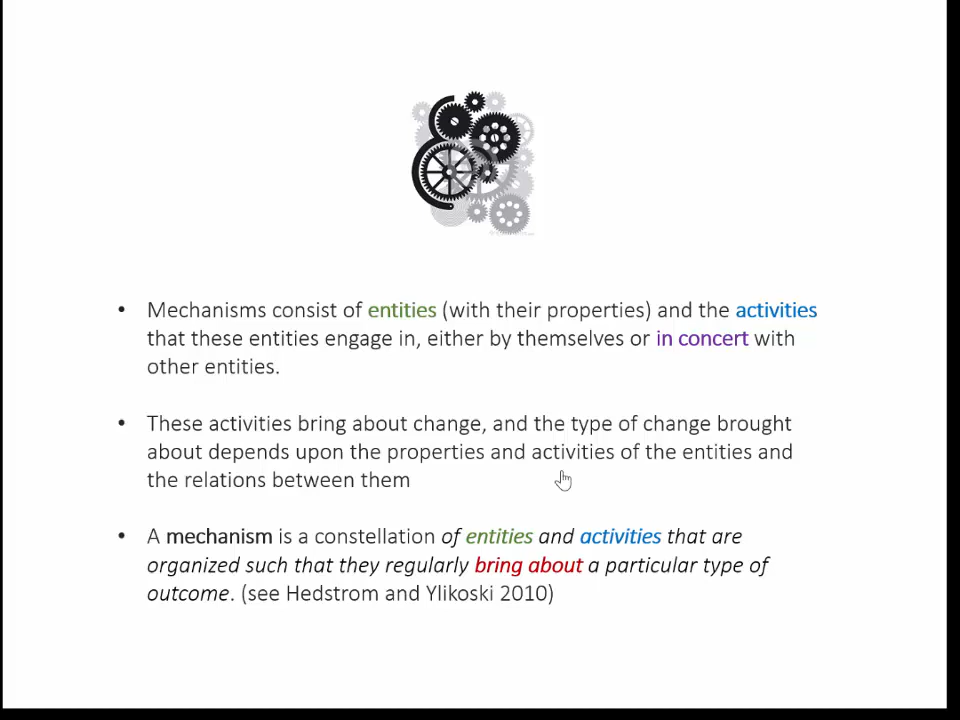 • Mechanisms consist of entities (with their properties) and the activities
that these entities engage in, either by themselves or in concert with
other entities.
• These activities bring about change, and the type of change brought
about depends upon the properties and activities of the entities and
the relations between them
• A mechanism is a constellation of entities and activities that are
organized such that they regularly bring about a particular type of
outcome. (see Hedstrom and Ylikoski 2010)